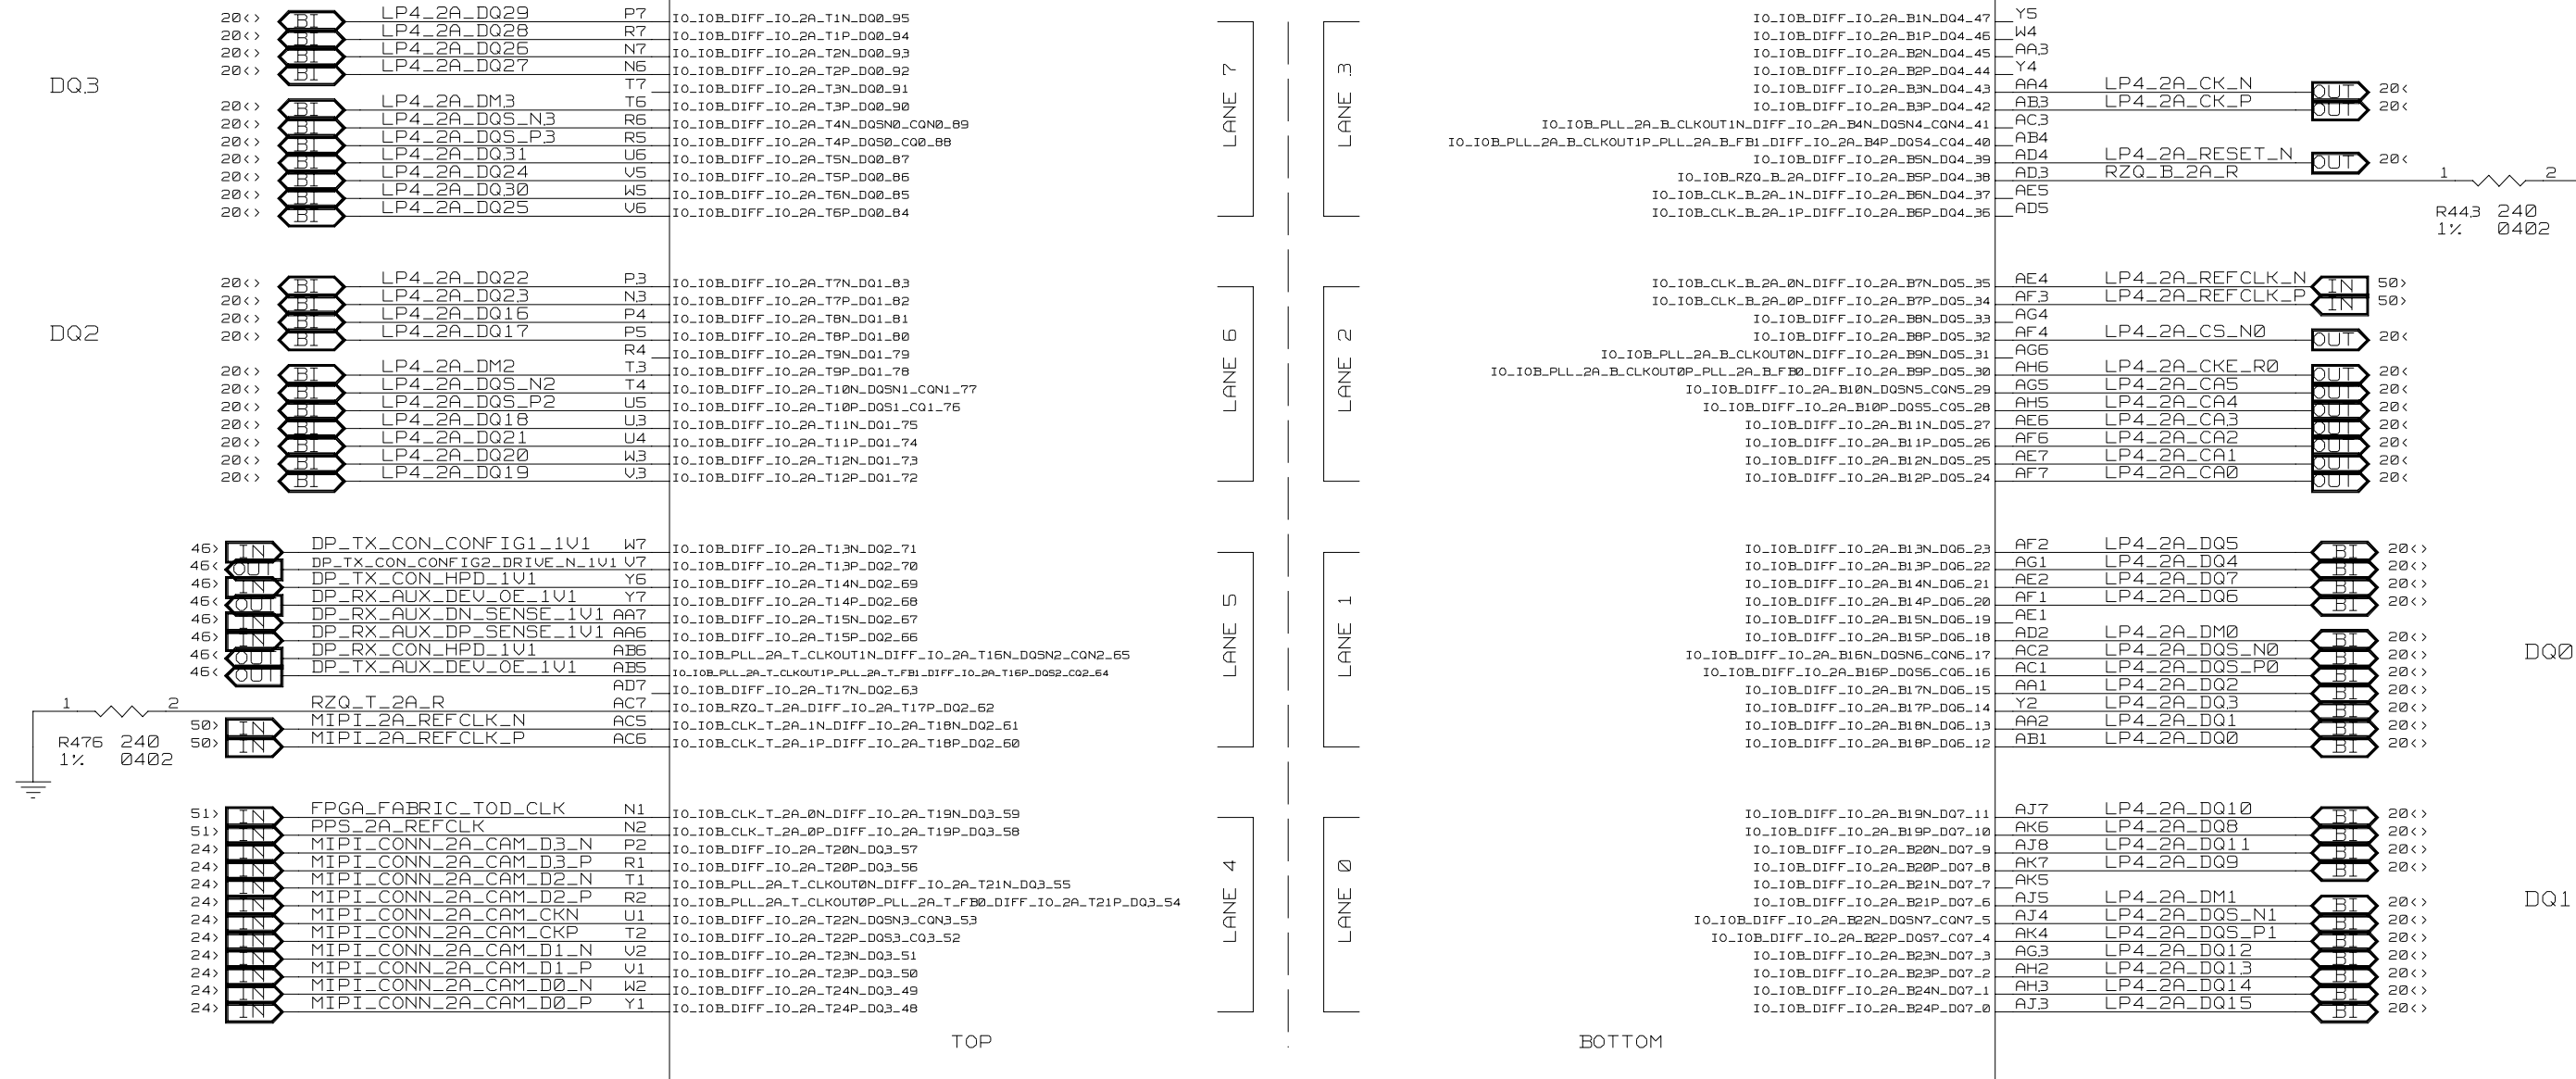 DQ3
20<> BI LP4_2A_DQ29 P7 IO_IOB_DIFF_IO_2A_T1N_DQ0_95
20<> BI LP4_2A_DQ28 R7 IO_IOB_DIFF_IO_2A_T1P_DQ0_94
20<> BI LP4_2A_DQ26 N7 IO_IOB_DIFF_IO_2A_T2N_DQ0_93
20<> BI LP4_2A_DQ27 N6 IO_IOB_DIFF_IO_2A_T2P_DQ0_92
T7 IO_IOB_DIFF_IO_2A_T3N_DQ0_91
20<> BI LP4_2A_DM3 T6 IO_IOB_DIFF_IO_2A_T3P_DQ0_90
20<> BI LP4_2A_DQS_N3 R6 IO_IOB_DIFF_IO_2A_T4N_DQSN0_CQN0_89
20<> BI LP4_2A_DQS_P3 R5 IO_IOB_DIFF_IO_2A_T4P_DQS0_CQ0_88
20<> BI LP4_2A_DQ31 U6 IO_IOB_DIFF_IO_2A_T5N_DQ0_87
20<> BI LP4_2A_DQ24 V5 IO_IOB_DIFF_IO_2A_T5P_DQ0_86
20<> BI LP4_2A_DQ30 W5 IO_IOB_DIFF_IO_2A_T6N_DQ0_85
20<> BI LP4_2A_DQ25 V6 IO_IOB_DIFF_IO_2A_T6P_DQ0_84
LANE 7
DQ2
20<> BI LP4_2A_DQ22 P3 IO_IOB_DIFF_IO_2A_T7N_DQ1_83
20<> BI LP4_2A_DQ23 N3 IO_IOB_DIFF_IO_2A_T7P_DQ1_82
20<> BI LP4_2A_DQ16 P4 IO_IOB_DIFF_IO_2A_T8N_DQ1_81
20<> BI LP4_2A_DQ17 P5 IO_IOB_DIFF_IO_2A_T8P_DQ1_80
R4 IO_IOB_DIFF_IO_2A_T9N_DQ1_79
20<> BI LP4_2A_DM2 T3 IO_IOB_DIFF_IO_2A_T9P_DQ1_78
20<> BI LP4_2A_DQS_N2 T4 IO_IOB_DIFF_IO_2A_T10N_DQSN1_CQN1_77
20<> BI LP4_2A_DQS_P2 U5 IO_IOB_DIFF_IO_2A_T10P_DQS1_CQ1_76
20<> BI LP4_2A_DQ18 U3 IO_IOB_DIFF_IO_2A_T11N_DQ1_75
20<> BI LP4_2A_DQ21 U4 IO_IOB_DIFF_IO_2A_T11P_DQ1_74
20<> BI LP4_2A_DQ20 W3 IO_IOB_DIFF_IO_2A_T12N_DQ1_73
20<> BI LP4_2A_DQ19 V3 IO_IOB_DIFF_IO_2A_T12P_DQ1_72
LANE 6
46> IN DP_TX_CON_CONFIG1_1V1 W7 IO_IOB_DIFF_IO_2A_T13N_DQ2_71
46< OUT DP_TX_CON_CONFIG2_DRIVE_N_1V1 V7 IO_IOB_DIFF_IO_2A_T13P_DQ2_70
46> IN DP_TX_CON_HPD_1V1 Y6 IO_IOB_DIFF_IO_2A_T14N_DQ2_69
46< OUT DP_RX_AUX_DEV_OE_1V1 Y7 IO_IOB_DIFF_IO_2A_T14P_DQ2_68
46> IN DP_RX_AUX_DN_SENSE_1V1 AA7 IO_IOB_DIFF_IO_2A_T15N_DQ2_67
46> IN DP_RX_AUX_DP_SENSE_1V1 AA6 IO_IOB_DIFF_IO_2A_T15P_DQ2_66
46< OUT DP_RX_CON_HPD_1V1 AB6 IO_IOB_PLL_2A_T_CLKOUT1N_DIFF_IO_2A_T16N_DQSN2_CQN2_65
46< OUT DP_TX_AUX_DEV_OE_1V1 AB5 IO_IOB_PLL_2A_T_CLKOUT1P_PLL_2A_T_FB1_DIFF_IO_2A_T16P_DQS2_CQ2_64
AD7 IO_IOB_DIFF_IO_2A_T17N_DQ2_63
1 2 RZQ_T_2A_R AC7 IO_IOB_RZQ_T_2A_DIFF_IO_2A_T17P_DQ2_62
50> IN MIPI_2A_REFCLK_N AC5 IO_IOB_CLK_T_2A_1N_DIFF_IO_2A_T18N_DQ2_61
50> IN MIPI_2A_REFCLK_P AC6 IO_IOB_CLK_T_2A_1P_DIFF_IO_2A_T18P_DQ2_60
R476 240
1% 0402
LANE 5
51> IN FPGA_FABRIC_TOD_CLK N1 IO_IOB_CLK_T_2A_0N_DIFF_IO_2A_T19N_DQ3_59
51> IN PPS_2A_REFCLK N2 IO_IOB_CLK_T_2A_0P_DIFF_IO_2A_T19P_DQ3_58
24> IN MIPI_CONN_2A_CAM_D3_N P2 IO_IOB_DIFF_IO_2A_T20N_DQ3_57
24> IN MIPI_CONN_2A_CAM_D3_P R1 IO_IOB_DIFF_IO_2A_T20P_DQ3_56
24> IN MIPI_CONN_2A_CAM_D2_N T1 IO_IOB_PLL_2A_T_CLKOUT0N_DIFF_IO_2A_T21N_DQ3_55
24> IN MIPI_CONN_2A_CAM_D2_P R2 IO_IOB_PLL_2A_T_CLKOUT0P_PLL_2A_T_FB0_DIFF_IO_2A_T21P_DQ3_54
24> IN MIPI_CONN_2A_CAM_CKN U1 IO_IOB_DIFF_IO_2A_T22N_DQSN3_CQN3_53
24> IN MIPI_CONN_2A_CAM_CKP T2 IO_IOB_DIFF_IO_2A_T22P_DQS3_CQ3_52
24> IN MIPI_CONN_2A_CAM_D1_N V2 IO_IOB_DIFF_IO_2A_T23N_DQ3_51
24> IN MIPI_CONN_2A_CAM_D1_P V1 IO_IOB_DIFF_IO_2A_T23P_DQ3_50
24> IN MIPI_CONN_2A_CAM_D0_N W2 IO_IOB_DIFF_IO_2A_T24N_DQ3_49
24> IN MIPI_CONN_2A_CAM_D0_P Y1 IO_IOB_DIFF_IO_2A_T24P_DQ3_48
LANE 4
TOP
LANE 3
IO_IOB_DIFF_IO_2A_B1N_DQ4_47 Y5
IO_IOB_DIFF_IO_2A_B1P_DQ4_46 W4
IO_IOB_DIFF_IO_2A_B2N_DQ4_45 AA3
IO_IOB_DIFF_IO_2A_B2P_DQ4_44 Y4
IO_IOB_DIFF_IO_2A_B3N_DQ4_43 AA4 LP4_2A_CK_N OUT 20<
IO_IOB_DIFF_IO_2A_B3P_DQ4_42 AB3 LP4_2A_CK_P OUT 20<
IO_IOB_PLL_2A_B_CLKOUT1N_DIFF_IO_2A_B4N_DQSN4_CQN4_41 AC3
IO_IOB_PLL_2A_B_CLKOUT1P_PLL_2A_B_FB1_DIFF_IO_2A_B4P_DQS4_CQ4_40 AB4
IO_IOB_DIFF_IO_2A_B5N_DQ4_39 AD4 LP4_2A_RESET_N OUT 20<
IO_IOB_RZQ_B_2A_DIFF_IO_2A_B5P_DQ4_38 AD3 RZQ_B_2A_R 1 2
IO_IOB_CLK_B_2A_1N_DIFF_IO_2A_B6N_DQ4_37 AE5
IO_IOB_CLK_B_2A_1P_DIFF_IO_2A_B6P_DQ4_36 AD5
R443 240
1% 0402
LANE 2
IO_IOB_CLK_B_2A_0N_DIFF_IO_2A_B7N_DQ5_35 AE4 LP4_2A_REFCLK_N IN 50>
IO_IOB_CLK_B_2A_0P_DIFF_IO_2A_B7P_DQ5_34 AF3 LP4_2A_REFCLK_P IN 50>
IO_IOB_DIFF_IO_2A_B8N_DQ5_33 AG4
IO_IOB_DIFF_IO_2A_B8P_DQ5_32 AF4 LP4_2A_CS_N0 OUT 20<
IO_IOB_PLL_2A_B_CLKOUT0N_DIFF_IO_2A_B9N_DQ5_31 AG6
IO_IOB_PLL_2A_B_CLKOUT0P_PLL_2A_B_FB0_DIFF_IO_2A_B9P_DQ5_30 AH6 LP4_2A_CKE_R0 OUT 20<
IO_IOB_DIFF_IO_2A_B10N_DQSN5_CQN5_29 AG5 LP4_2A_CA5 OUT 20<
IO_IOB_DIFF_IO_2A_B10P_DQS5_CQ5_28 AH5 LP4_2A_CA4 OUT 20<
IO_IOB_DIFF_IO_2A_B11N_DQ5_27 AE6 LP4_2A_CA3 OUT 20<
IO_IOB_DIFF_IO_2A_B11P_DQ5_26 AF6 LP4_2A_CA2 OUT 20<
IO_IOB_DIFF_IO_2A_B12N_DQ5_25 AE7 LP4_2A_CA1 OUT 20<
IO_IOB_DIFF_IO_2A_B12P_DQ5_24 AF7 LP4_2A_CA0 OUT 20<
LANE 1
IO_IOB_DIFF_IO_2A_B13N_DQ6_23 AF2 LP4_2A_DQ5 BI 20<>
IO_IOB_DIFF_IO_2A_B13P_DQ6_22 AG1 LP4_2A_DQ4 BI 20<>
IO_IOB_DIFF_IO_2A_B14N_DQ6_21 AE2 LP4_2A_DQ7 BI 20<>
IO_IOB_DIFF_IO_2A_B14P_DQ6_20 AF1 LP4_2A_DQ6 BI 20<>
IO_IOB_DIFF_IO_2A_B15N_DQ6_19 AE1
IO_IOB_DIFF_IO_2A_B15P_DQ6_18 AD2 LP4_2A_DM0 BI 20<>
IO_IOB_DIFF_IO_2A_B16N_DQSN6_CQN6_17 AC2 LP4_2A_DQS_N0 BI 20<>
IO_IOB_DIFF_IO_2A_B16P_DQS6_CQ6_16 AC1 LP4_2A_DQS_P0 BI 20<>
IO_IOB_DIFF_IO_2A_B17N_DQ6_15 AA1 LP4_2A_DQ2 BI 20<>
IO_IOB_DIFF_IO_2A_B17P_DQ6_14 Y2 LP4_2A_DQ3 BI 20<>
IO_IOB_DIFF_IO_2A_B18N_DQ6_13 AA2 LP4_2A_DQ1 BI 20<>
IO_IOB_DIFF_IO_2A_B18P_DQ6_12 AB1 LP4_2A_DQ0 BI 20<>
DQ0
LANE 0
IO_IOB_DIFF_IO_2A_B19N_DQ7_11 AJ7 LP4_2A_DQ10 BI 20<>
IO_IOB_DIFF_IO_2A_B19P_DQ7_10 AK6 LP4_2A_DQ8 BI 20<>
IO_IOB_DIFF_IO_2A_B20N_DQ7_9 AJ8 LP4_2A_DQ11 BI 20<>
IO_IOB_DIFF_IO_2A_B20P_DQ7_8 AK7 LP4_2A_DQ9 BI 20<>
IO_IOB_DIFF_IO_2A_B21N_DQ7_7 AK5
IO_IOB_DIFF_IO_2A_B21P_DQ7_6 AJ5 LP4_2A_DM1 BI 20<>
IO_IOB_DIFF_IO_2A_B22N_DQSN7_CQN7_5 AJ4 LP4_2A_DQS_N1 BI 20<>
IO_IOB_DIFF_IO_2A_B22P_DQS7_CQ7_4 AK4 LP4_2A_DQS_P1 BI 20<>
IO_IOB_DIFF_IO_2A_B23N_DQ7_3 AG3 LP4_2A_DQ12 BI 20<>
IO_IOB_DIFF_IO_2A_B23P_DQ7_2 AH2 LP4_2A_DQ13 BI 20<>
IO_IOB_DIFF_IO_2A_B24N_DQ7_1 AH3 LP4_2A_DQ14 BI 20<>
IO_IOB_DIFF_IO_2A_B24P_DQ7_0 AJ3 LP4_2A_DQ15 BI 20<>
DQ1
BOTTOM